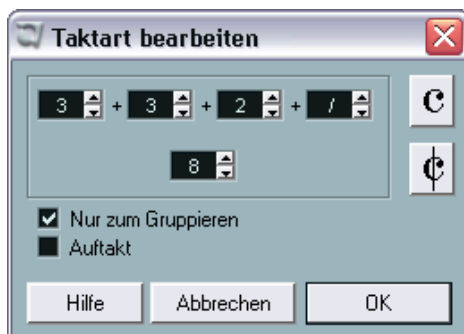 Taktart bearbeiten
3 + 3 + 2 + /
8
Nur zum Gruppieren
Auftakt
Hilfe Abbrechen OK